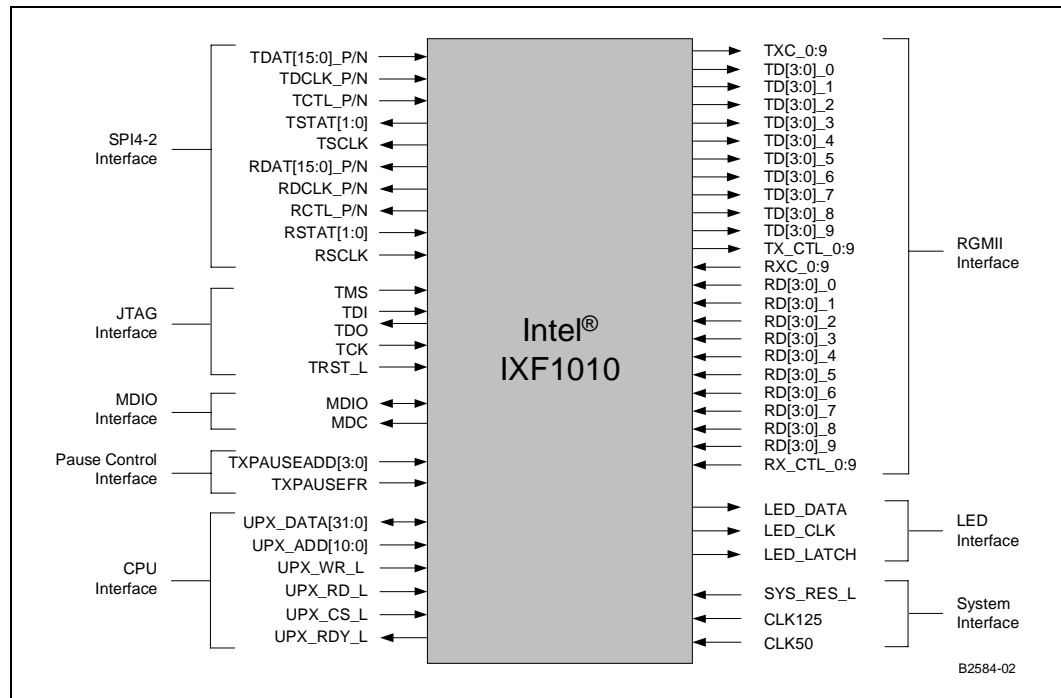 SPI4-2
Interface
TDAT[15:0]_P/N
TDCLK_P/N
TCTL_P/N
TSTAT[1:0]
TSCLK
RDAT[15:0]_P/N
RDCLK_P/N
RCTL_P/N
RSTAT[1:0]
RSCLK
JTAG
Interface
TMS
TDI
TDO
TCK
TRST_L
MDIO
Interface
MDIO
MDC
Pause Control
Interface
TXPAUSEADD[3:0]
TXPAUSEFR
CPU
Interface
UPX_DATA[31:0]
UPX_ADD[10:0]
UPX_WR_L
UPX_RD_L
UPX_CS_L
UPX_RDY_L
Intel®
IXF1010
TXC_0:9
TD[3:0]_0
TD[3:0]_1
TD[3:0]_2
TD[3:0]_3
TD[3:0]_4
TD[3:0]_5
TD[3:0]_6
TD[3:0]_7
TD[3:0]_8
TD[3:0]_9
TX_CTL_0:9
RXC_0:9
RD[3:0]_0
RD[3:0]_1
RD[3:0]_2
RD[3:0]_3
RD[3:0]_4
RD[3:0]_5
RD[3:0]_6
RD[3:0]_7
RD[3:0]_8
RD[3:0]_9
RX_CTL_0:9
RGMII
Interface
LED_DATA
LED_CLK
LED_LATCH
LED
Interface
SYS_RES_L
CLK125
CLK50
System
Interface
B2584-02